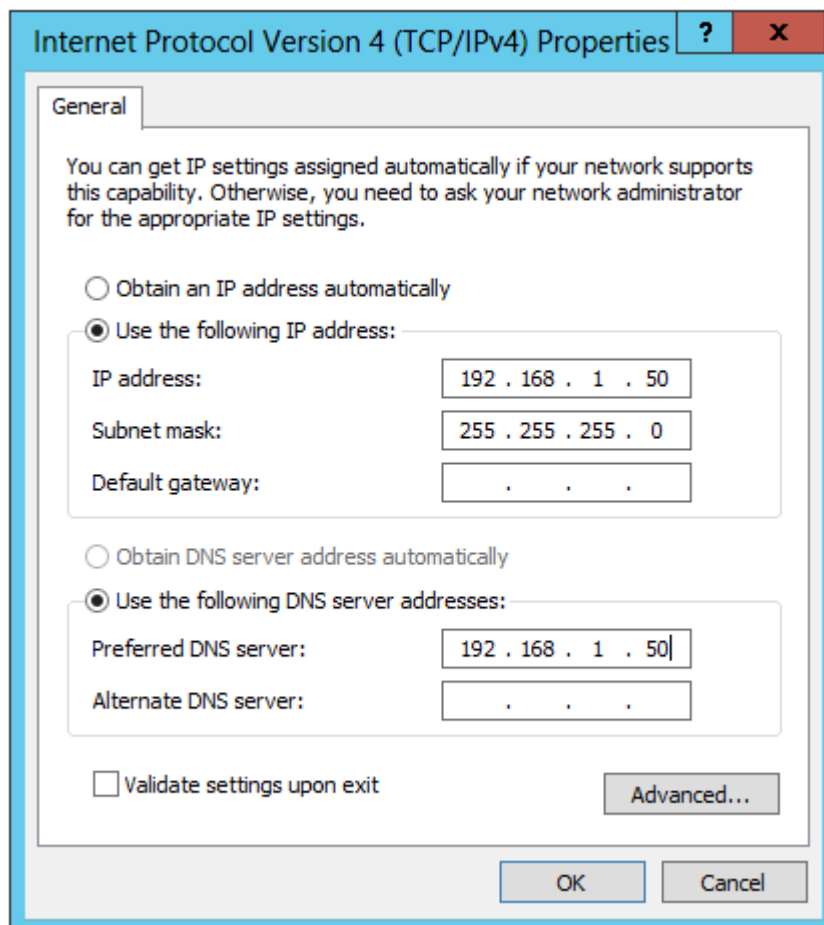 Internet Protocol Version 4 (TCP/IPv4) Properties ? x
General
You can get IP settings assigned automatically if your network supports
this capability. Otherwise, you need to ask your network administrator
for the appropriate IP settings.
Obtain an IP address automatically
Use the following IP address:
IP address: 192 . 168 . 1 . 50
Subnet mask: 255 . 255 . 255 . 0
Default gateway: . . .
Obtain DNS server address automatically
Use the following DNS server addresses:
Preferred DNS server: 192 . 168 . 1 . 50
Alternate DNS server: . . .
Validate settings upon exit
Advanced...
OK Cancel